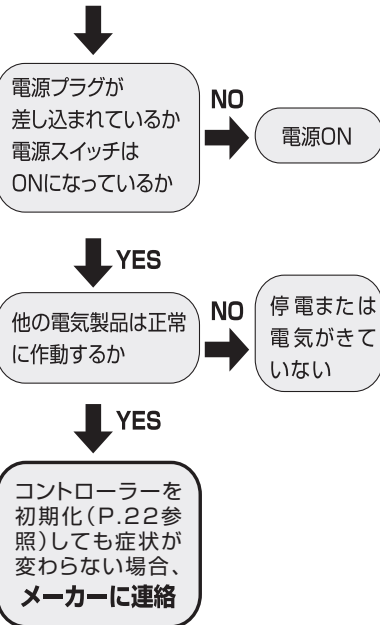 電源プラグが
差し込まれているか
電源スイッチは
ONになっているか
NO
電源ON
YES
他の電気製品は正常
に作動するか
NO
停電または
電気がきて
いない
YES
コントローラーを
初期化(P.22参
照)しても症状が
変わらない場合、
メーカーに連絡